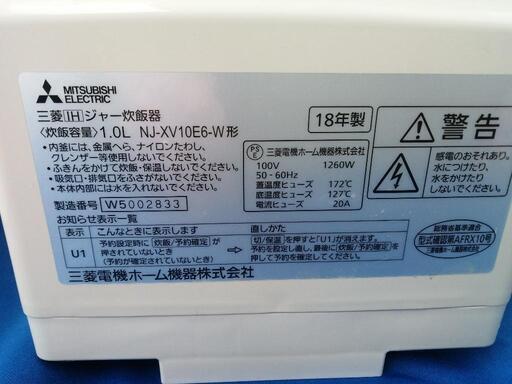 MITSUBISHI
ELECTRIC
三菱IHジャー炊飯器
〈炊飯容量〉1.0L NJ-XV10E6-W形
・内釜には、金属へら、ナイロンたわし、
クレンザー等使用しないでください。
・ふきんをかけて炊飯・保温しないでください。
・吸気口・排気口をふさがないでください。
・本体内部には水を入れないでください。
製造番号 W5002833
18年製
PSE 三菱電機ホーム機器株式会社
100V 1260W
50-60Hz
蓋温度ヒューズ 172℃
底温度ヒューズ 127℃
電流ヒューズ 20A
警告
感電のおそれあり。
水につけたり、
水をかけたり
しないでください。
お知らせ表示一覧
表示 こんなときに表示します 直しかた
U1 予約設定時に 炊飯/予約確定 が
押されていないとき
(予約が確定されていないとき)
切/保温 を押すと「U1」が消えます。
予約を設定し直し、最後に 炊飯/予約確定 を
押して予約を確定してください。
総務省基準適合
型式確認第AFRX10号
三菱電機ホーム機器株式会社
三菱電機ホーム機器株式会社